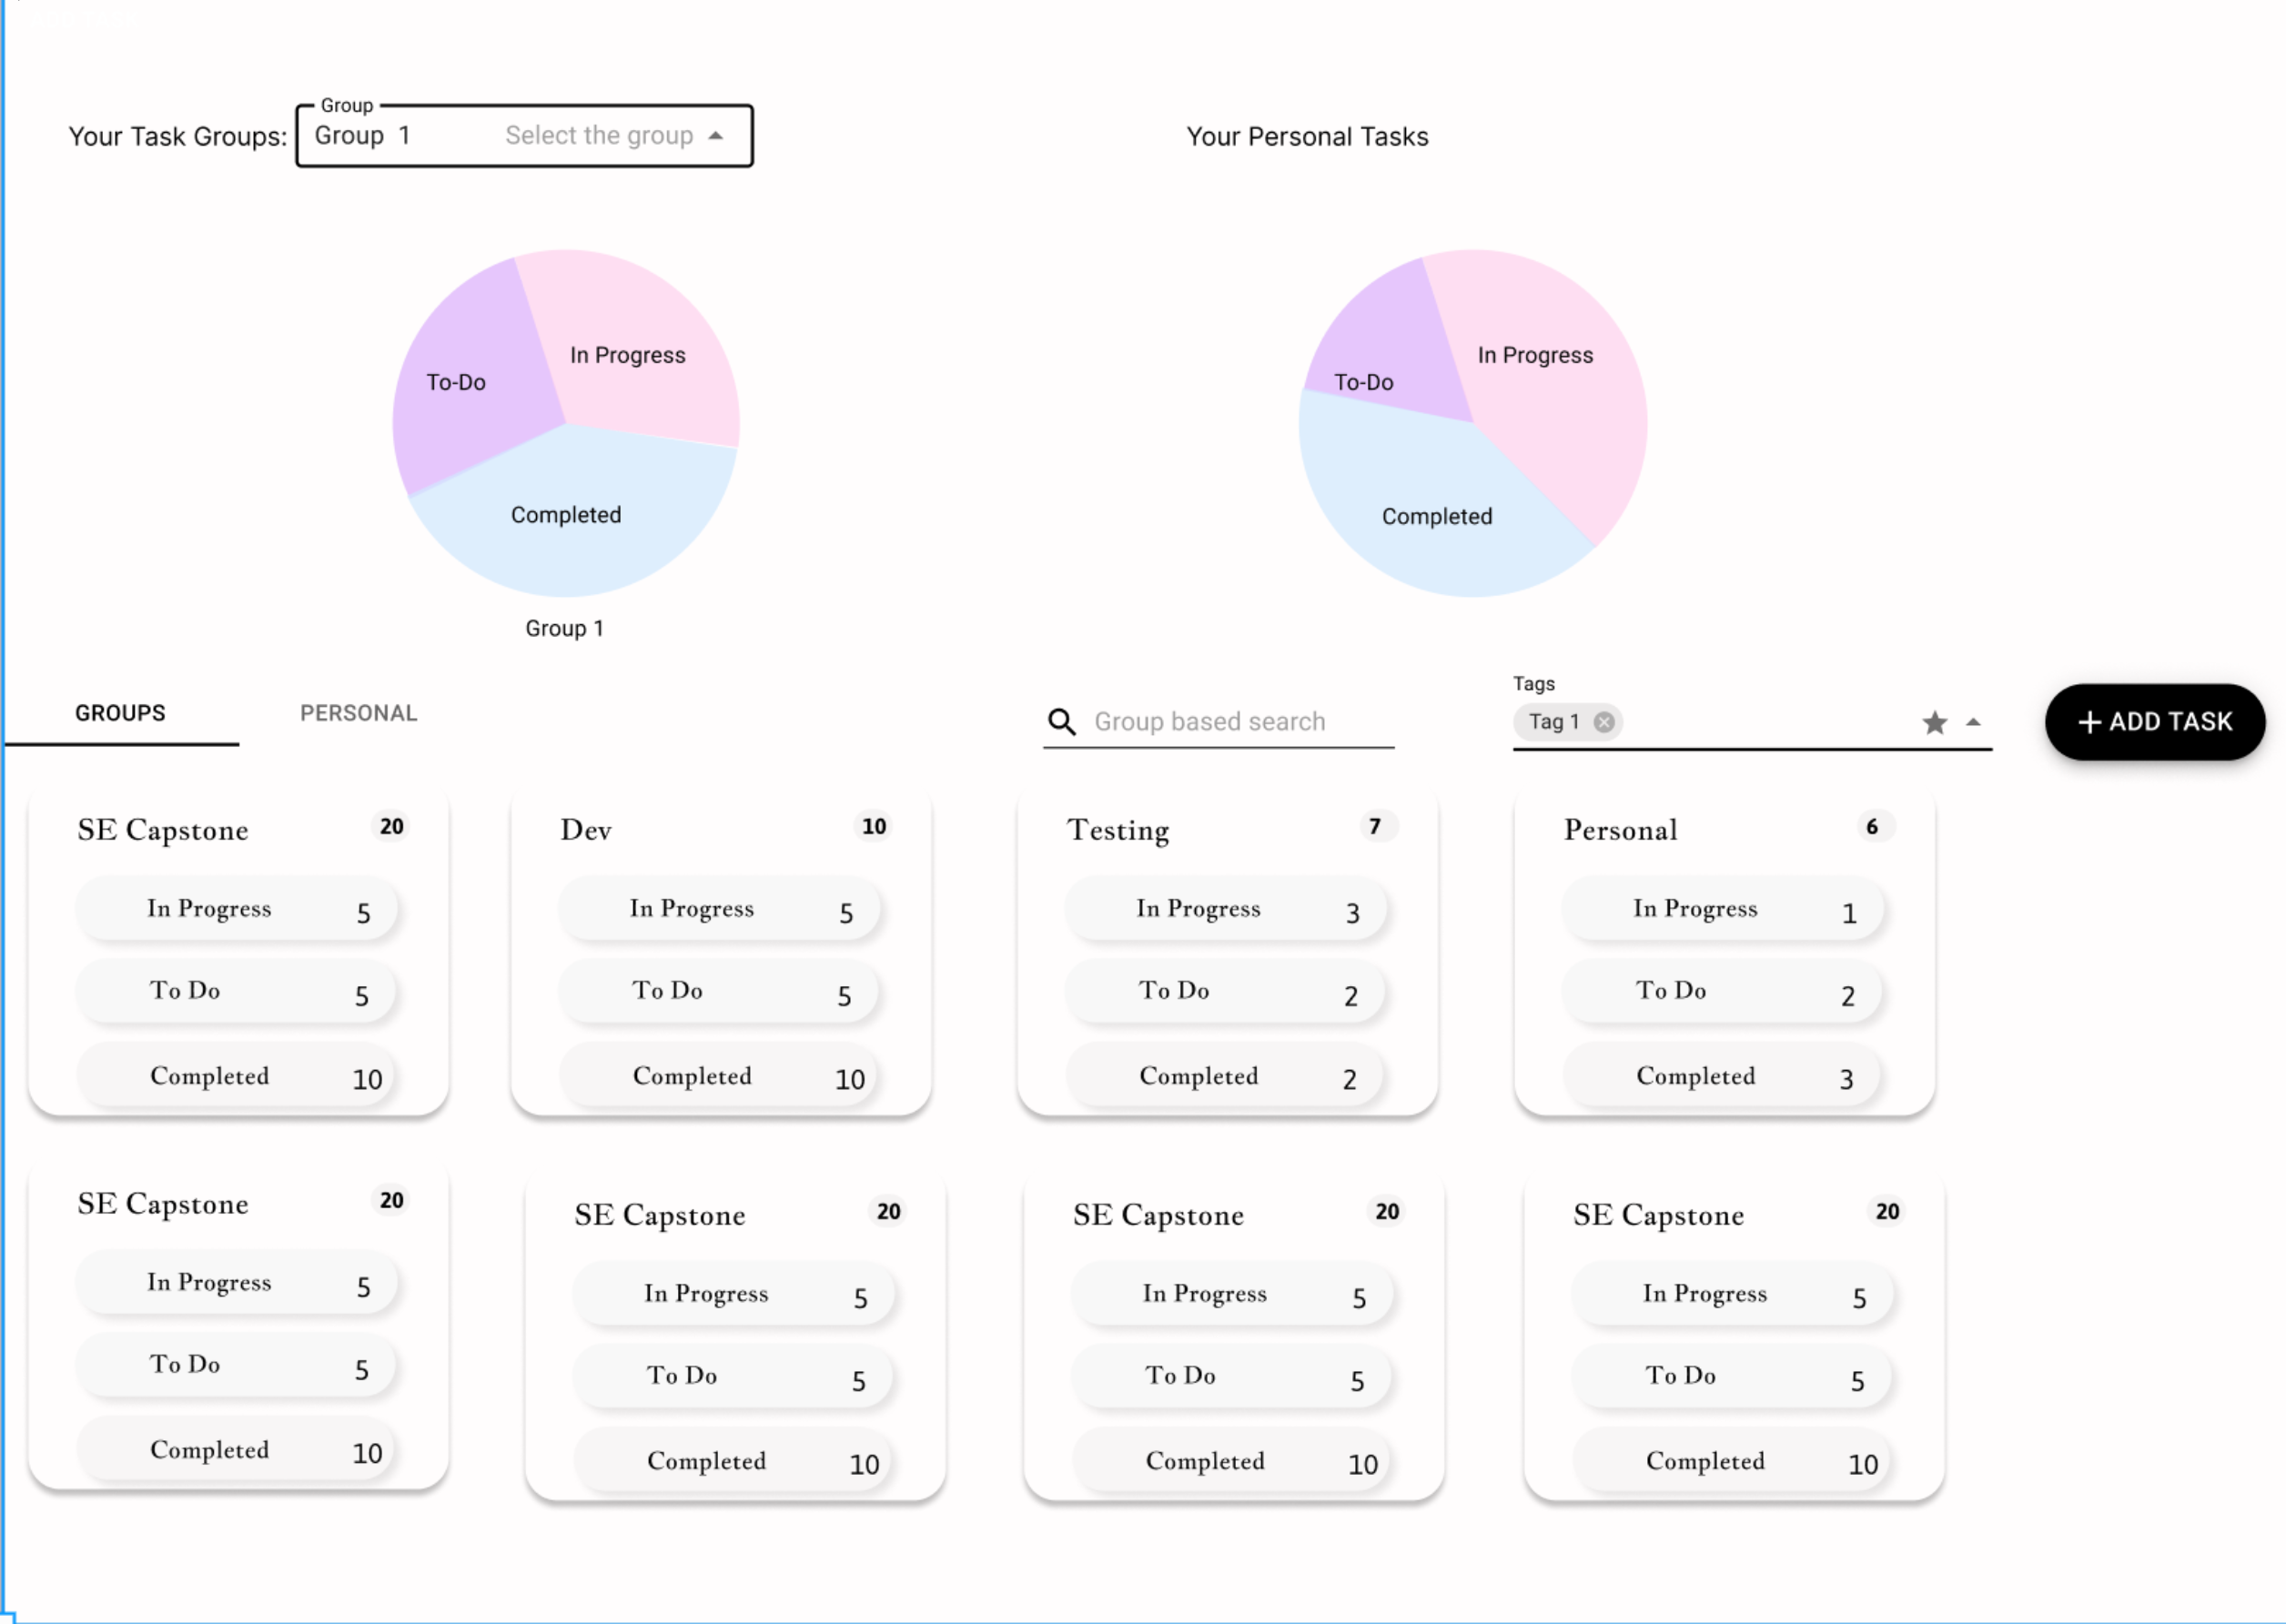 Group
Your Task Groups: Group 1 Select the group
Your Personal Tasks
In Progress
To-Do
Completed
Group 1
In Progress
To-Do
Completed
GROUPS PERSONAL
Group based search
Tags
Tag 1
+ ADD TASK
SE Capstone 20
In Progress 5
To Do 5
Completed 10
Dev 10
In Progress 5
To Do 5
Completed 10
Testing 7
In Progress 3
To Do 2
Completed 2
Personal 6
In Progress 1
To Do 2
Completed 3
SE Capstone 20
In Progress 5
To Do 5
Completed 10
SE Capstone 20
In Progress 5
To Do 5
Completed 10
SE Capstone 20
In Progress 5
To Do 5
Completed 10
SE Capstone 20
In Progress 5
To Do 5
Completed 10